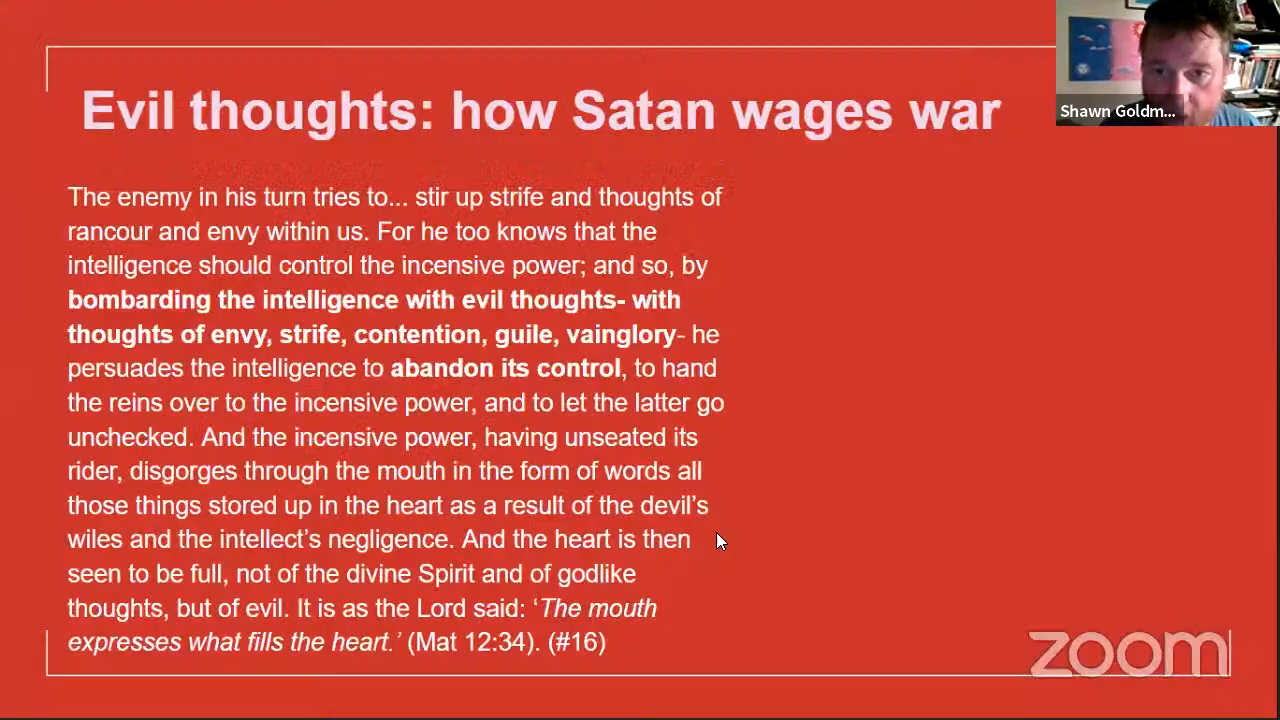 Evil thoughts: how Satan wages war
Shawn Goldm...
The enemy in his turn tries to... stir up strife and thoughts of
rancour and envy within us. For he too knows that the
intelligence should control the incensive power; and so, by
bombarding the intelligence with evil thoughts- with
thoughts of envy, strife, contention, guile, vainglory- he
persuades the intelligence to abandon its control, to hand
the reins over to the incensive power, and to let the latter go
unchecked. And the incensive power, having unseated its
rider, disgorges through the mouth in the form of words all
those things stored up in the heart as a result of the devil’s
wiles and the intellect’s negligence. And the heart is then
seen to be full, not of the divine Spirit and of godlike
thoughts, but of evil. It is as the Lord said: ‘The mouth
expresses what fills the heart.’ (Mat 12:34). (#16)
zoom